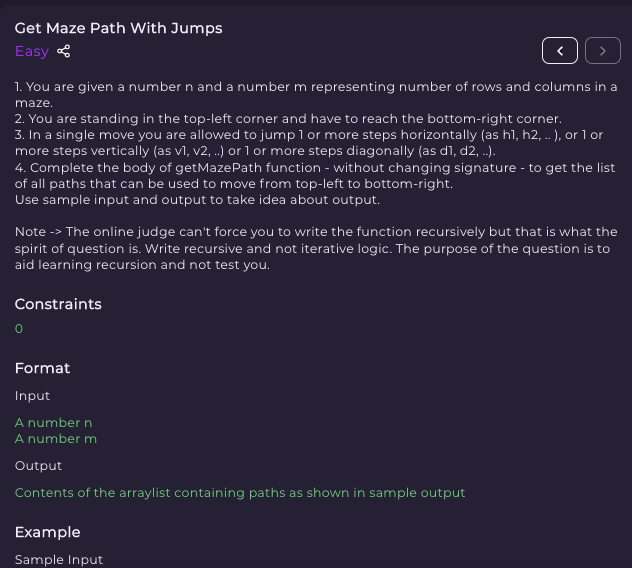 Get Maze Path With Jumps
Easy
1. You are given a number n and a number m representing number of rows and columns in a
maze.
2. You are standing in the top-left corner and have to reach the bottom-right corner.
3. In a single move you are allowed to jump 1 or more steps horizontally (as h1, h2, .. ), or 1 or
more steps vertically (as v1, v2, ..) or 1 or more steps diagonally (as d1, d2, ..).
4. Complete the body of getMazePath function - without changing signature - to get the list
of all paths that can be used to move from top-left to bottom-right.
Use sample input and output to take idea about output.
Note -> The online judge can't force you to write the function recursively but that is what the
spirit of question is. Write recursive and not iterative logic. The purpose of the question is to
aid learning recursion and not test you.
Constraints
0
Format
Input
A number n
A number m
Output
Contents of the arraylist containing paths as shown in sample output
Example
Sample Input